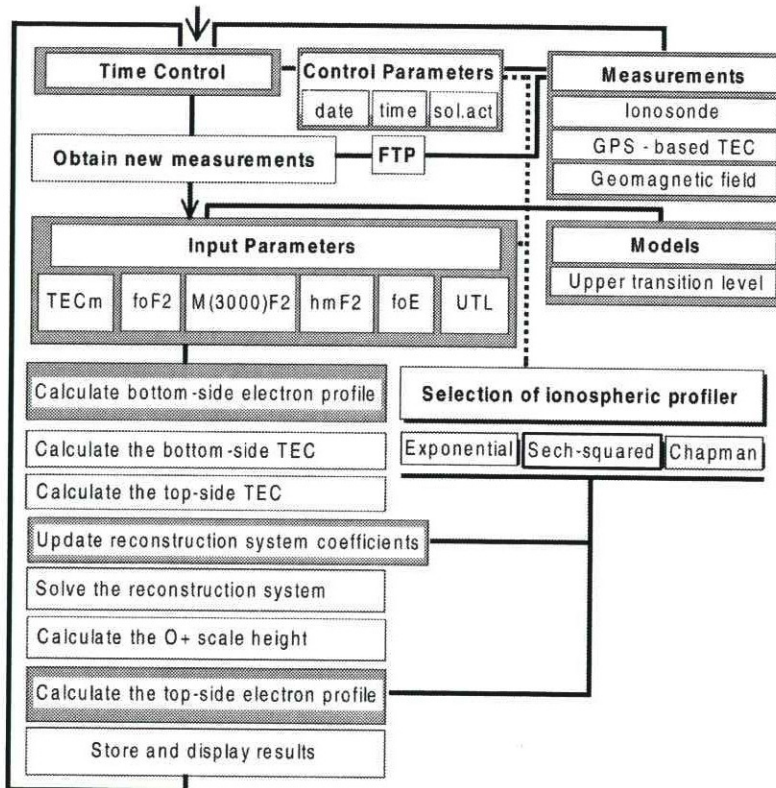 Time Control
Control Parameters
date
time
sol.act
Measurements
Ionosonde
GPS - based TEC
Geomagnetic field
Obtain new measurements
FTP
Input Parameters
TECm
foF2
M(3000)F2
hmF2
foE
UTL
Models
Upper transition level
Calculate bottom-side electron profile
Selection of ionospheric profiler
Exponential
Sech-squared
Chapman
Calculate the bottom-side TEC
Calculate the top-side TEC
Update reconstruction system coefficients
Solve the reconstruction system
Calculate the O+ scale height
Calculate the top-side electron profile
Store and display results